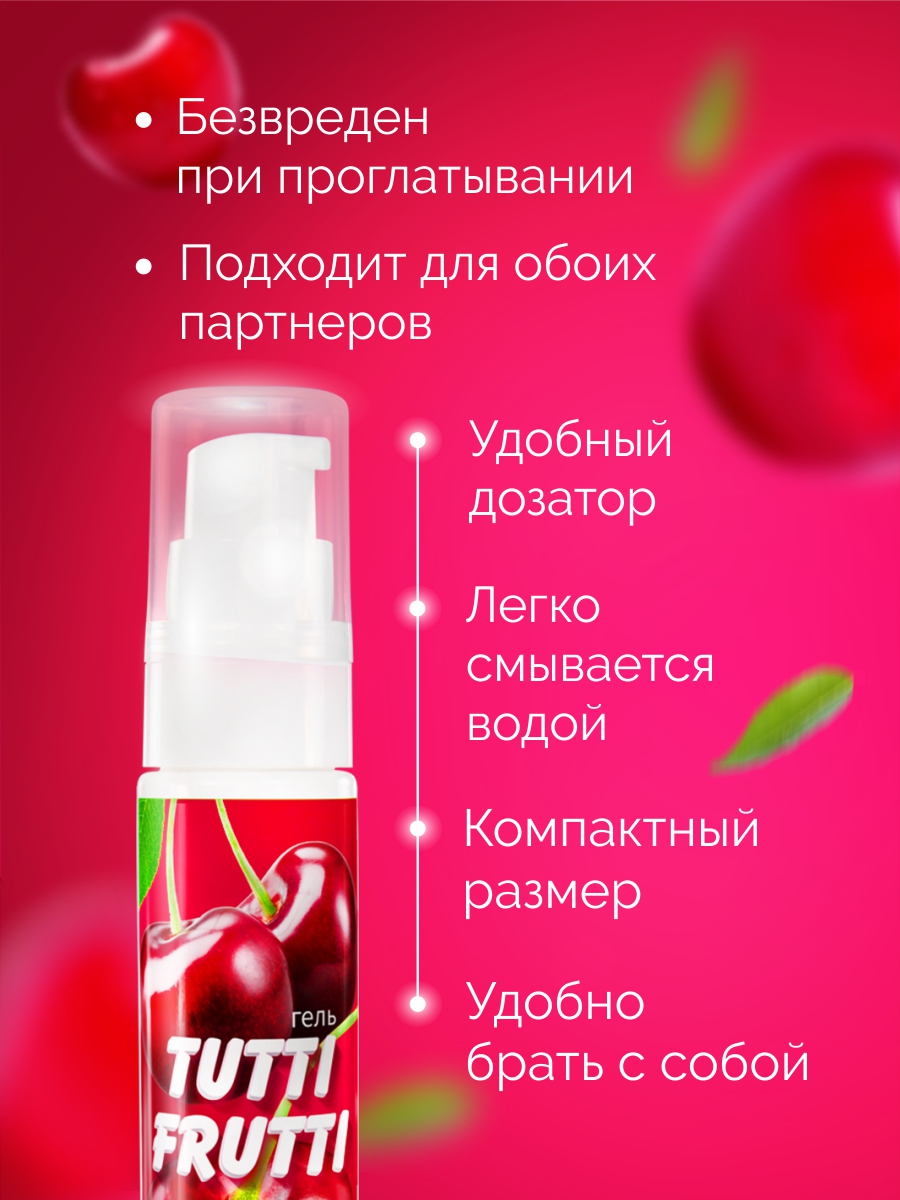 • Безвреден
при проглатывании
• Подходит для обоих
партнеров
Удобный
дозатор
Легко
смывается
водой
Компактный
размер
Удобно
брать с собой
гель
TUTTI
FRUTTI